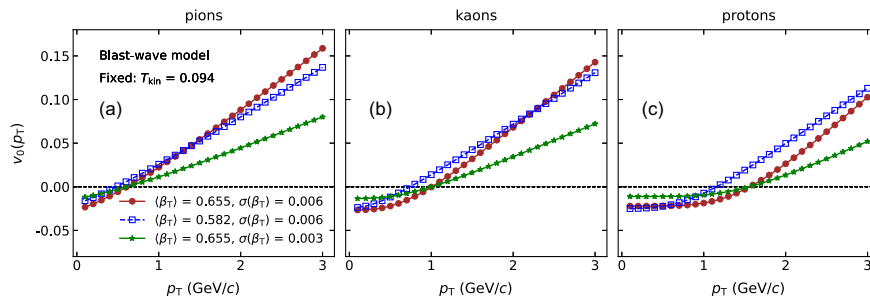 pions kaons protons
Blast-wave model
Fixed: T_kin = 0.094
(a) (b) (c)
v₀(p_T)
0.15
0.10
0.05
0.00
-0.05
⟨β_T⟩ = 0.655, σ(β_T) = 0.006
⟨β_T⟩ = 0.582, σ(β_T) = 0.006
⟨β_T⟩ = 0.655, σ(β_T) = 0.003
0 1 2 3 0 1 2 3 0 1 2 3
p_T (GeV/c) p_T (GeV/c) p_T (GeV/c)